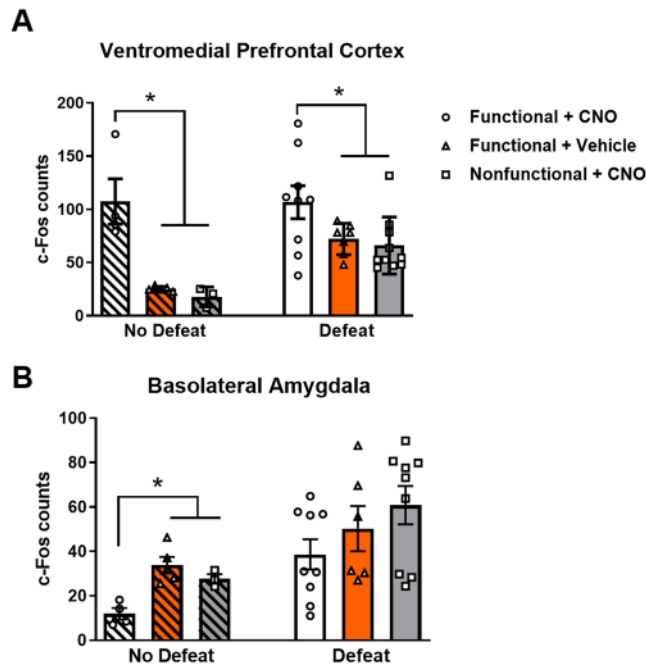 A
Ventromedial Prefrontal Cortex
c-Fos counts
200
150
100
50
0
*
*
No Defeat
Defeat
Functional + CNO
Functional + Vehicle
Nonfunctional + CNO
B
Basolateral Amygdala
c-Fos counts
100
80
60
40
20
0
*
No Defeat
Defeat